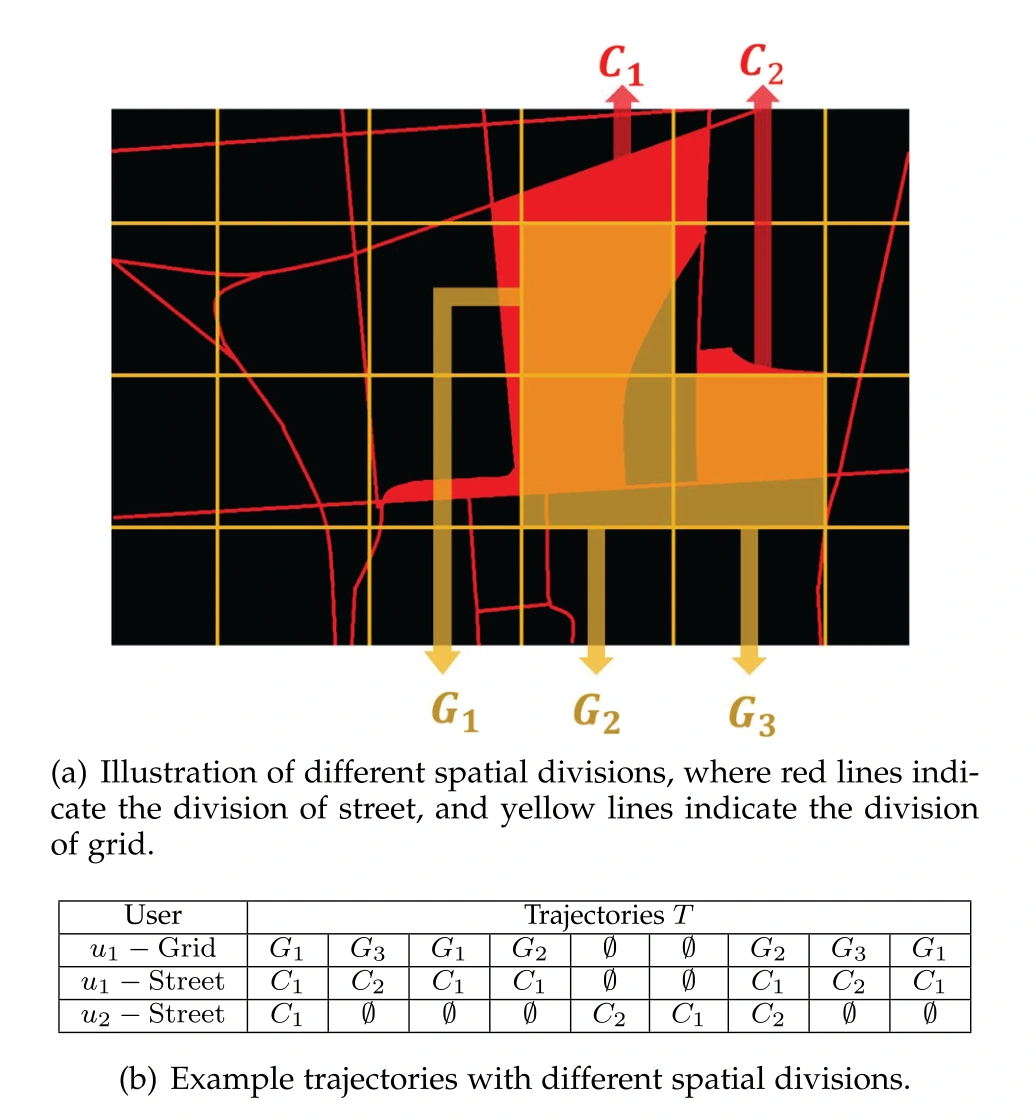 C1 C2
G1 G2 G3
(a) Illustration of different spatial divisions, where red lines indi-
cate the division of street, and yellow lines indicate the division
of grid.
User Trajectories T
u1 − Grid G1 G3 G1 G2 ∅ ∅ G2 G3 G1
u1 − Street C1 C2 C1 C1 ∅ ∅ C1 C2 C1
u2 − Street C1 ∅ ∅ ∅ C2 C1 C2 ∅ ∅
(b) Example trajectories with different spatial divisions.